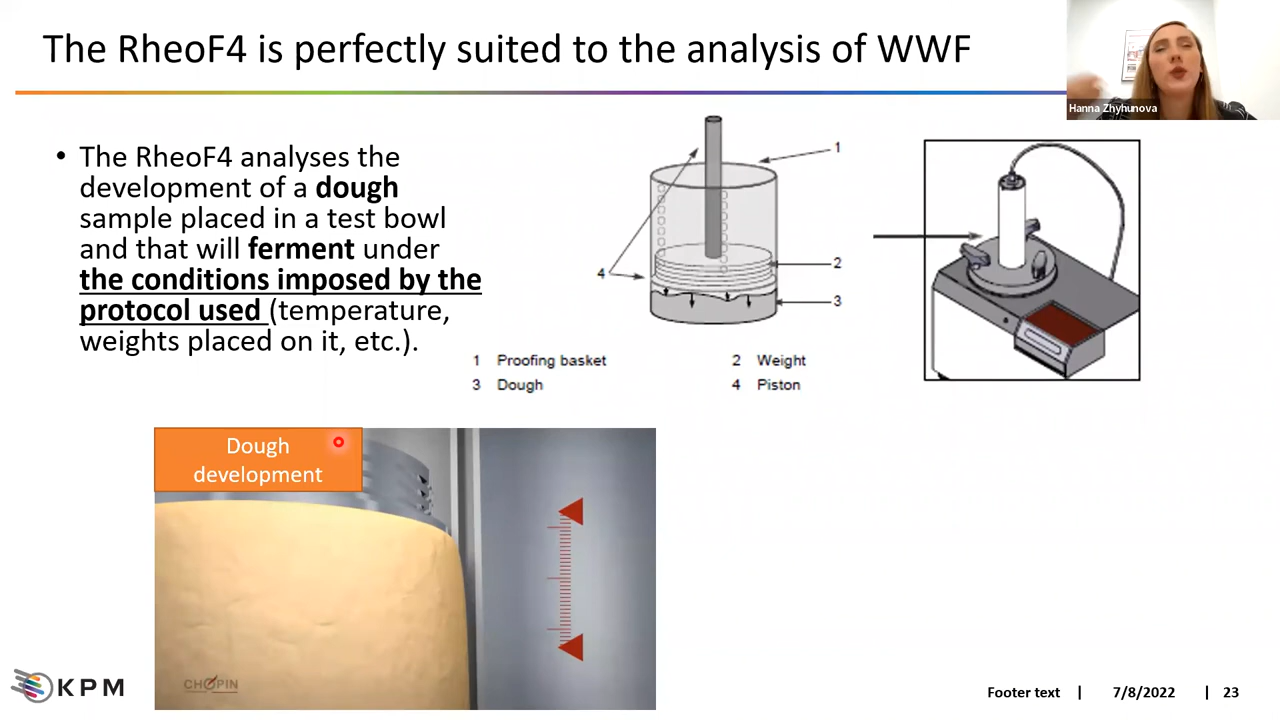 The RheoF4 is perfectly suited to the analysis of WWF
Hanna Zhyhunova
• The RheoF4 analyses the
development of a dough
sample placed in a test bowl
and that will ferment under
the conditions imposed by the
protocol used (temperature,
weights placed on it, etc.).
1
2
3
4
1 Proofing basket
2 Weight
3 Dough
4 Piston
Dough
development
CHOPIN
KPM
Footer text | 7/8/2022 | 23